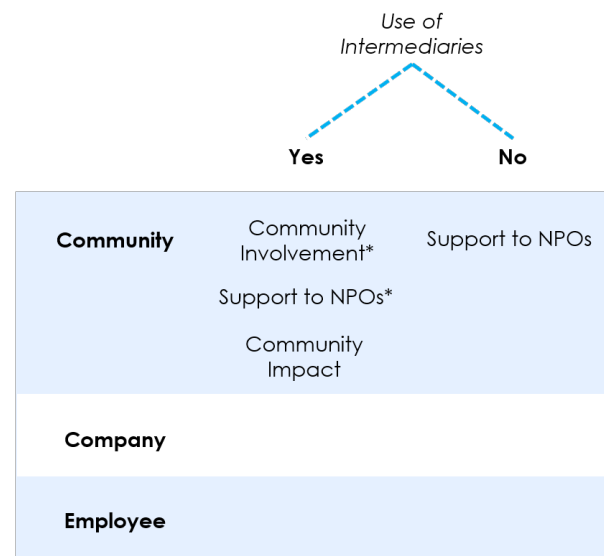 Use of
Intermediaries
Yes
No
Community
Community
Involvement*
Support to NPOs
Support to NPOs*
Community
Impact
Company
Employee